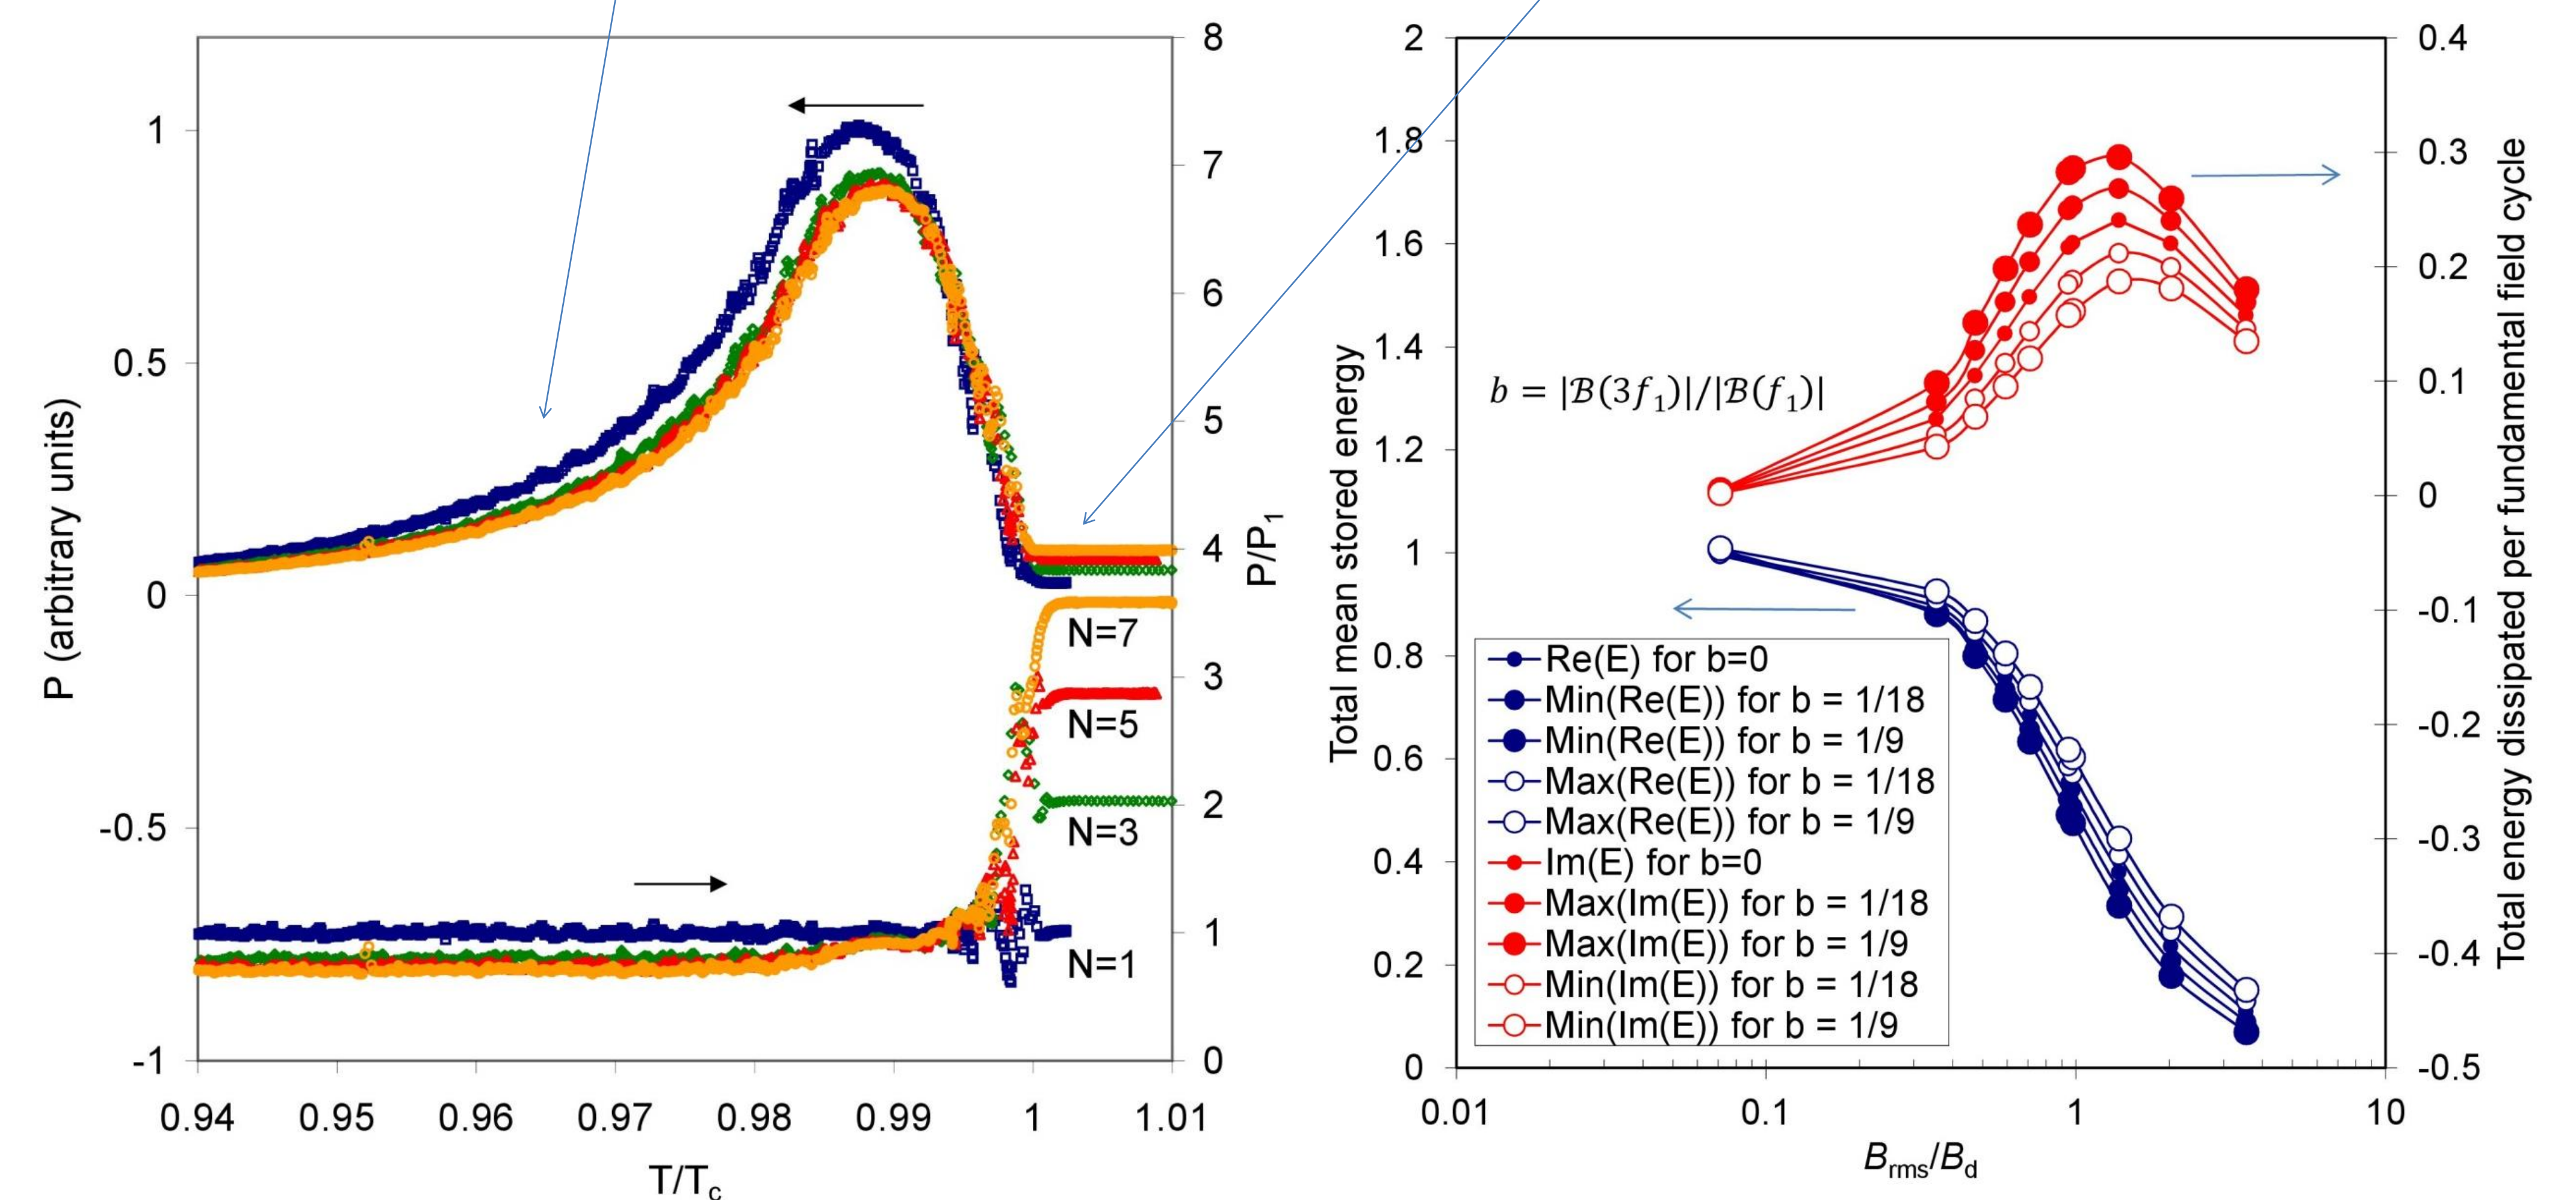 P (arbitrary units)
1
0.5
0
-0.5
-1
8
7
6
5
4
3
2
1
0
P/P1
N=7
N=5
N=3
N=1
0.94 0.95 0.96 0.97 0.98 0.99 1 1.01
T/Tc
Total mean stored energy
2
1.8
1.6
1.4
1.2
1
0.8
0.6
0.4
0.2
0
b = |ℬ(3f1)|/|ℬ(f1)|
Re(E) for b=0
Min(Re(E)) for b = 1/18
Min(Re(E)) for b = 1/9
Max(Re(E)) for b = 1/18
Max(Re(E)) for b = 1/9
Im(E) for b=0
Max(Im(E)) for b = 1/18
Max(Im(E)) for b = 1/9
Min(Im(E)) for b = 1/18
Min(Im(E)) for b = 1/9
0.4
0.3
0.2
0.1
0
-0.1
-0.2
-0.3
-0.4
-0.5
Total energy dissipated per fundamental field cycle
0.01 0.1 1 10
Brms/Bd